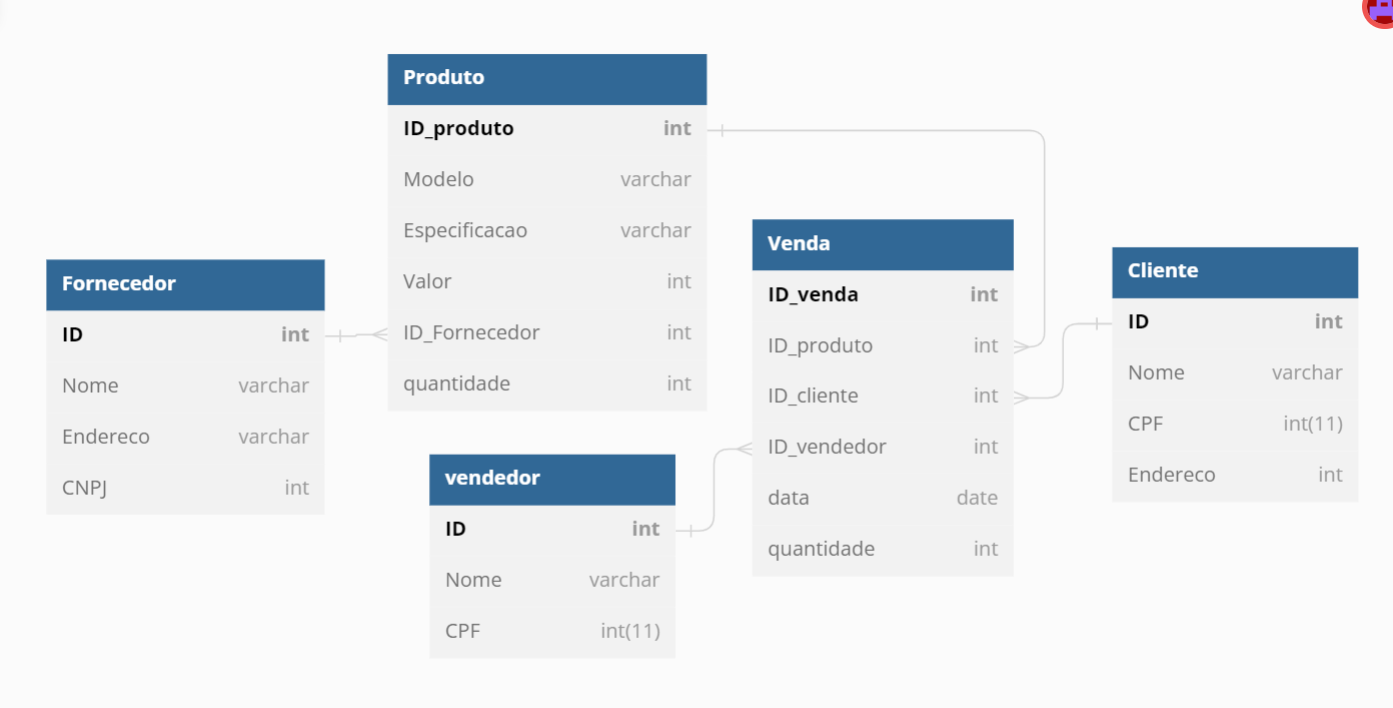 Produto
ID_produto int
Modelo varchar
Especificacao varchar
Valor int
ID_Fornecedor int
quantidade int
Fornecedor
ID int
Nome varchar
Endereco varchar
CNPJ int
vendedor
ID int
Nome varchar
CPF int(11)
Venda
ID_venda int
ID_produto int
ID_cliente int
ID_vendedor int
data date
quantidade int
Cliente
ID int
Nome varchar
CPF int(11)
Endereco int